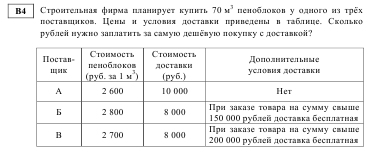 В4
Строительная фирма планирует купить 70 м³ пеноблоков у одного из трёх
поставщиков. Цены и условия доставки приведены в таблице. Сколько
рублей нужно заплатить за самую дешёвую покупку с доставкой?
Постав-
щик
Стоимость
пеноблоков
(руб. за 1 м³)
Стоимость
доставки
(руб.)
Дополнительные
условия доставки
А 2 600 10 000 Нет
Б 2 800 8 000 При заказе товара на сумму свыше
150 000 рублей доставка бесплатная
В 2 700 8 000 При заказе товара на сумму свыше
200 000 рублей доставка бесплатная